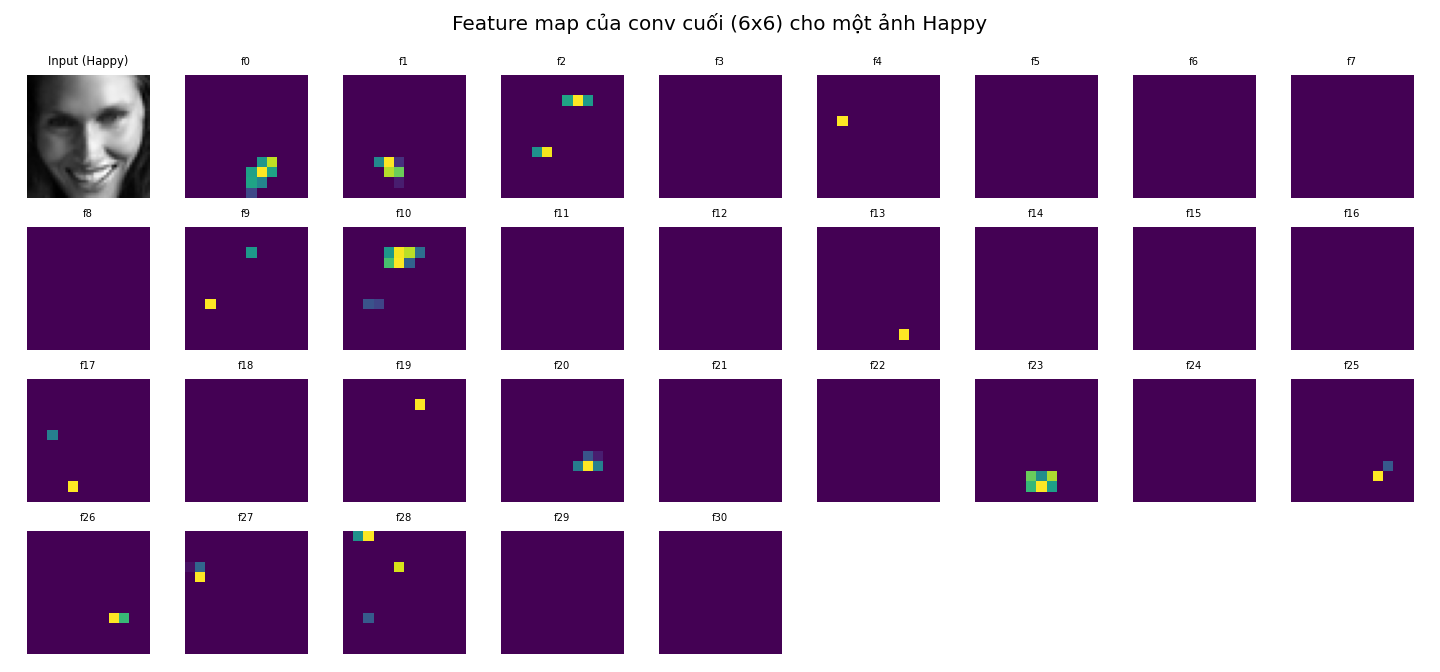 Feature map của conv cuối (6x6) cho một ảnh Happy
Input (Happy) f0 f1 f2 f3 f4 f5 f6 f7
f8 f9 f10 f11 f12 f13 f14 f15 f16
f17 f18 f19 f20 f21 f22 f23 f24 f25
f26 f27 f28 f29 f30